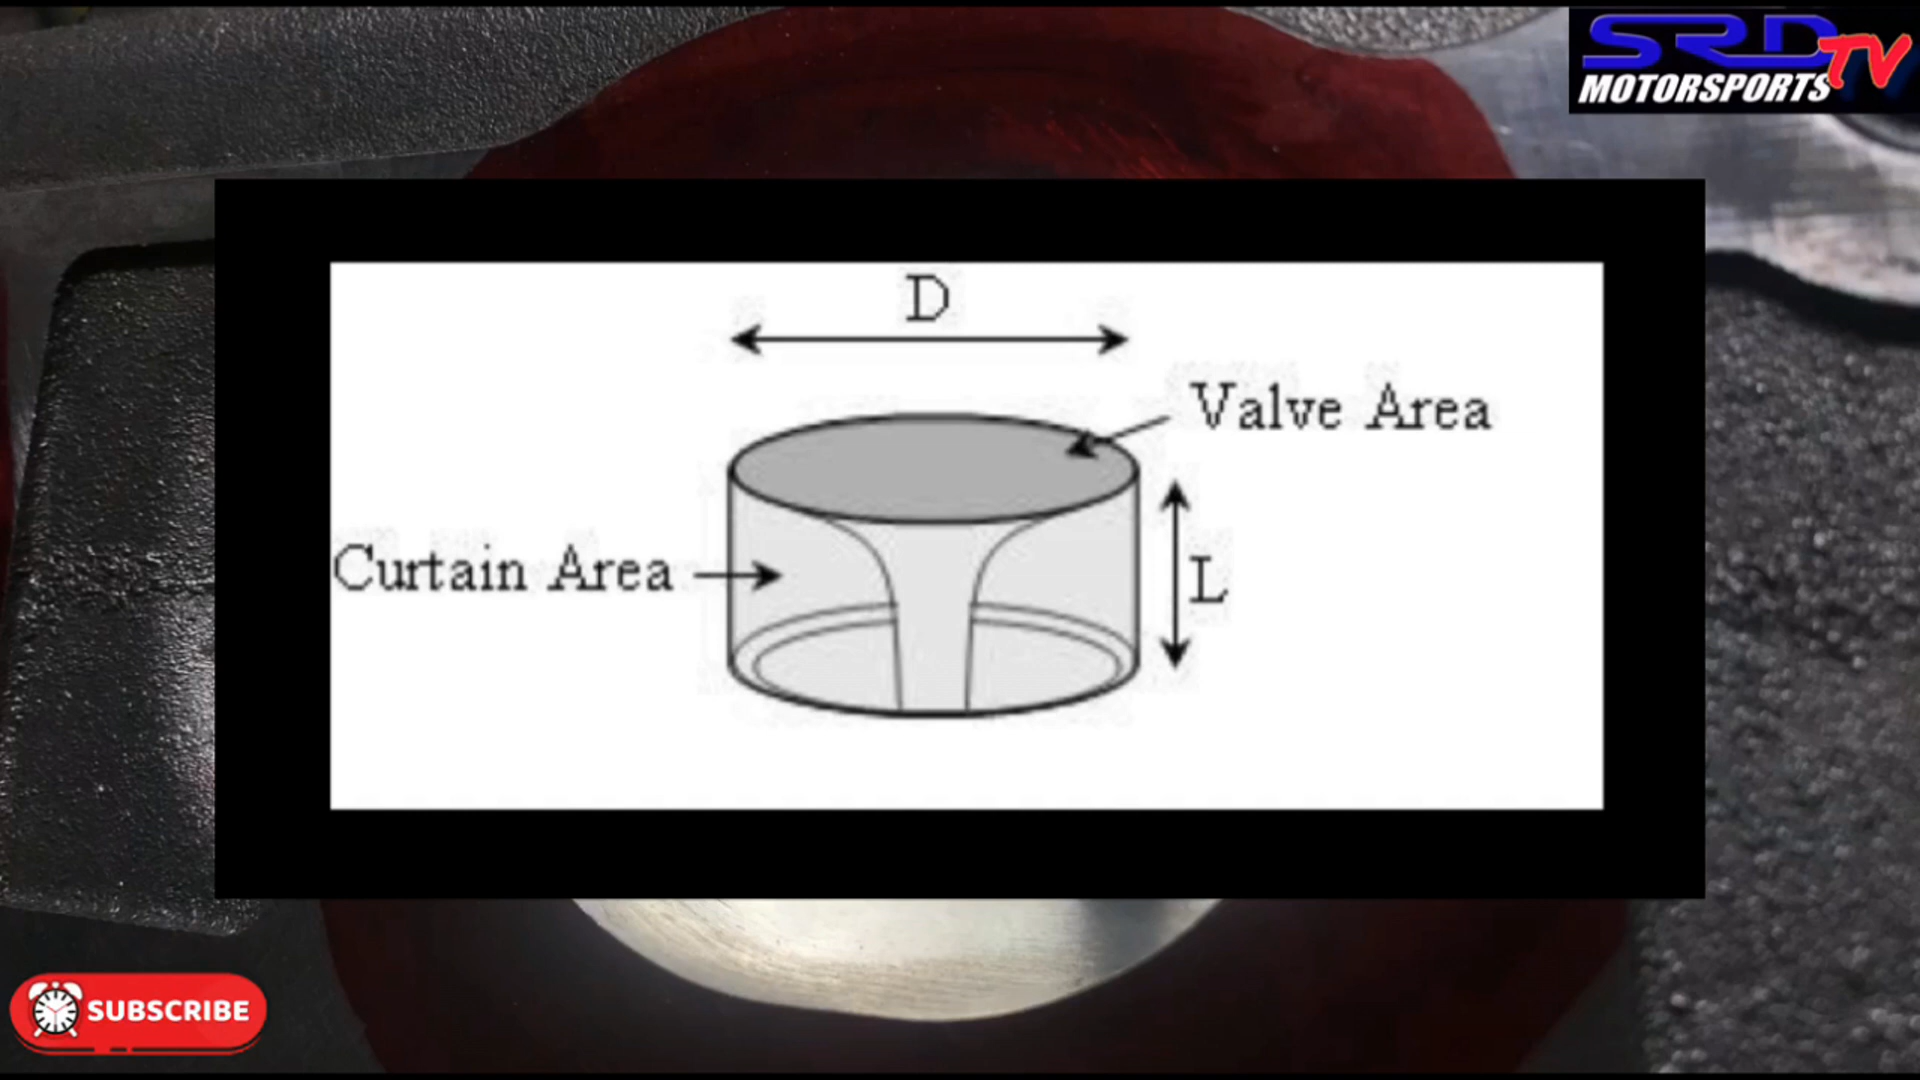 SRD TV
MOTORSPORTS
D
Valve Area
Curtain Area
L
SUBSCRIBE